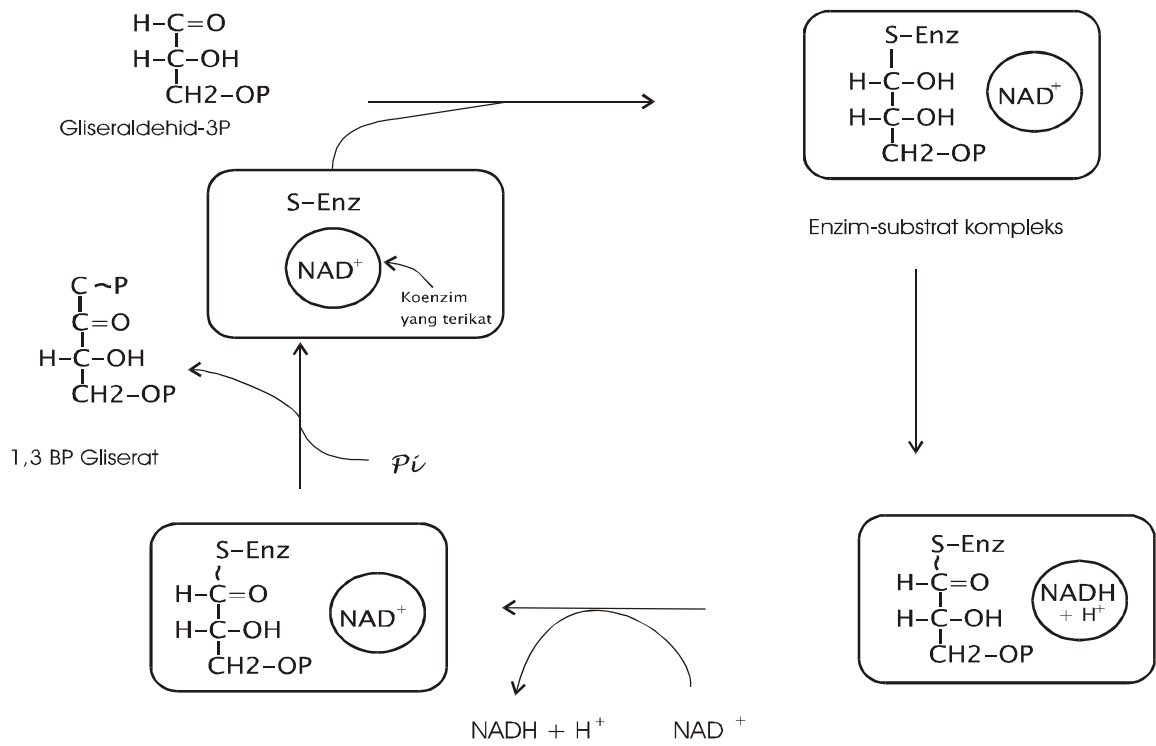 H–C=O
H–C–OH
CH2–OP
Gliseraldehid-3P
S–Enz
NAD+
Koenzim
yang terikat
S–Enz
H–C–OH
H–C–OH
CH2–OP
NAD+
Enzim-substrat kompleks
C ~P
C=O
H–C–OH
CH2–OP
1,3 BP Gliserat
Pi
S–Enz
H–C=O
H–C–OH
CH2–OP
NAD+
S–Enz
H–C=O
H–C–OH
CH2–OP
NADH
+ H+
NADH + H+ NAD +